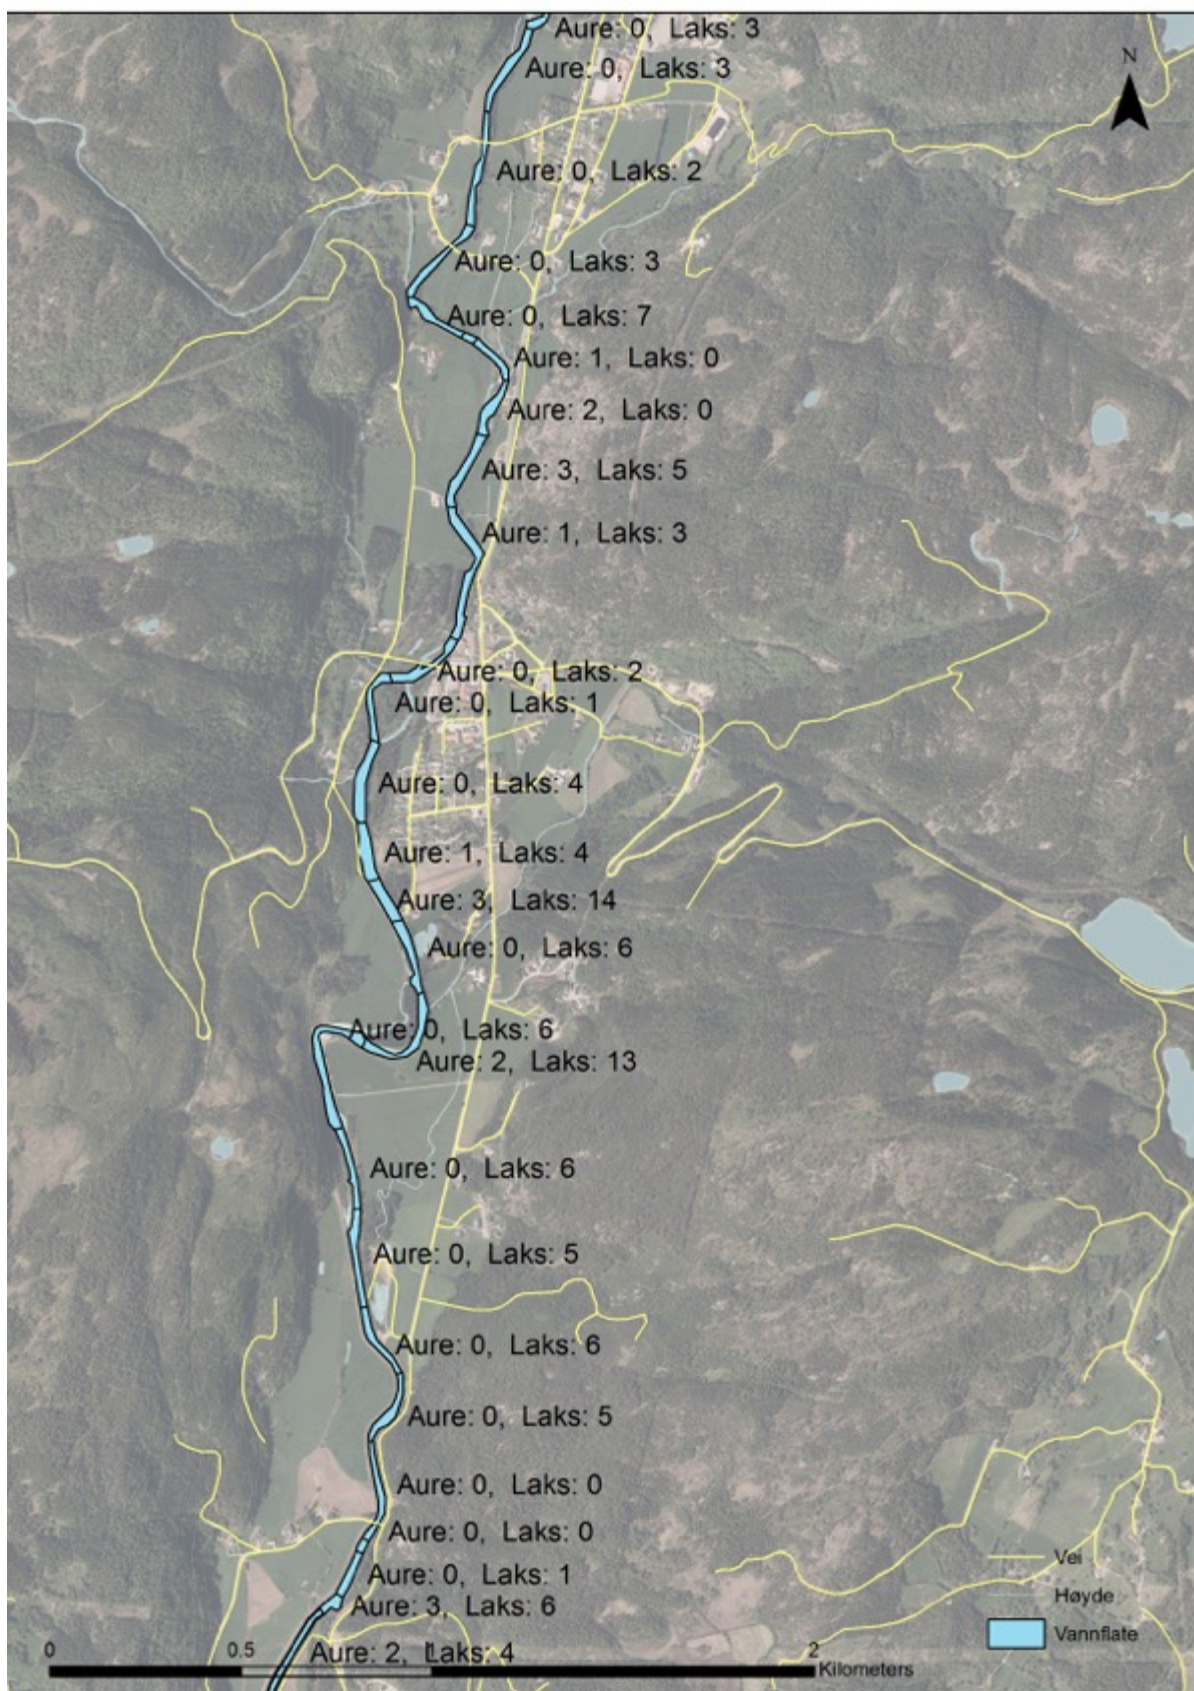 Aure: 0, Laks: 3
Aure: 0, Laks: 3
N
Aure: 0, Laks: 2
Aure: 0, Laks: 3
Aure: 0, Laks: 7
Aure: 1, Laks: 0
Aure: 2, Laks: 0
Aure: 3, Laks: 5
Aure: 1, Laks: 3
Aure: 0, Laks: 2
Aure: 0, Laks: 1
Aure: 0, Laks: 4
Aure: 1, Laks: 4
Aure: 3, Laks: 14
Aure: 0, Laks: 6
Aure: 0, Laks: 6
Aure: 2, Laks: 13
Aure: 0, Laks: 6
Aure: 0, Laks: 5
Aure: 0, Laks: 6
Aure: 0, Laks: 5
Aure: 0, Laks: 0
Aure: 0, Laks: 0
Aure: 0, Laks: 1
Aure: 3, Laks: 6
Aure: 2, Laks: 4
Vei
Høyde
Vannflate
0 0.5 1 2
Kilometers